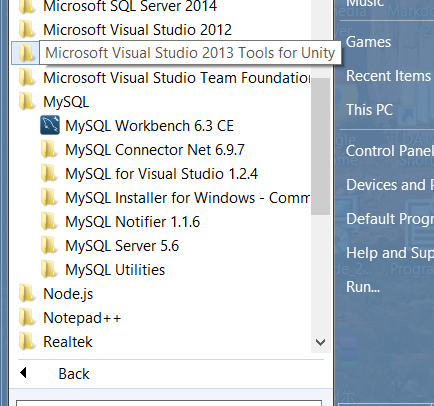 Microsoft SQL Server 2014
Microsoft Visual Studio 2012
Microsoft Visual Studio 2013 Tools for Unity
Microsoft Visual Studio Team Foundation
MySQL
MySQL Workbench 6.3 CE
MySQL Connector Net 6.9.7
MySQL for Visual Studio 1.2.4
MySQL Installer for Windows - Comm
MySQL Notifier 1.1.6
MySQL Server 5.6
MySQL Utilities
Node.js
Notepad++
Realtek
Back
Music
Games
Recent Items
This PC
Control Panel
Devices and P
Default Progr
Help and Sup
Run...